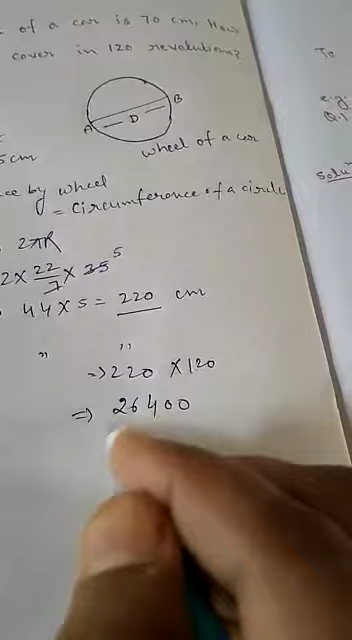 of a car is 70 cm, How
cover in 120 revolutions?
A D B
5cm
wheel of a car
ce by wheel
= circumference of a circle
2πR
2 × 22/7 × 35 5
44 × 5 = 220 cm
" "
=> 220 × 120
=> 26400
To
e.g.
Q.1
Solu